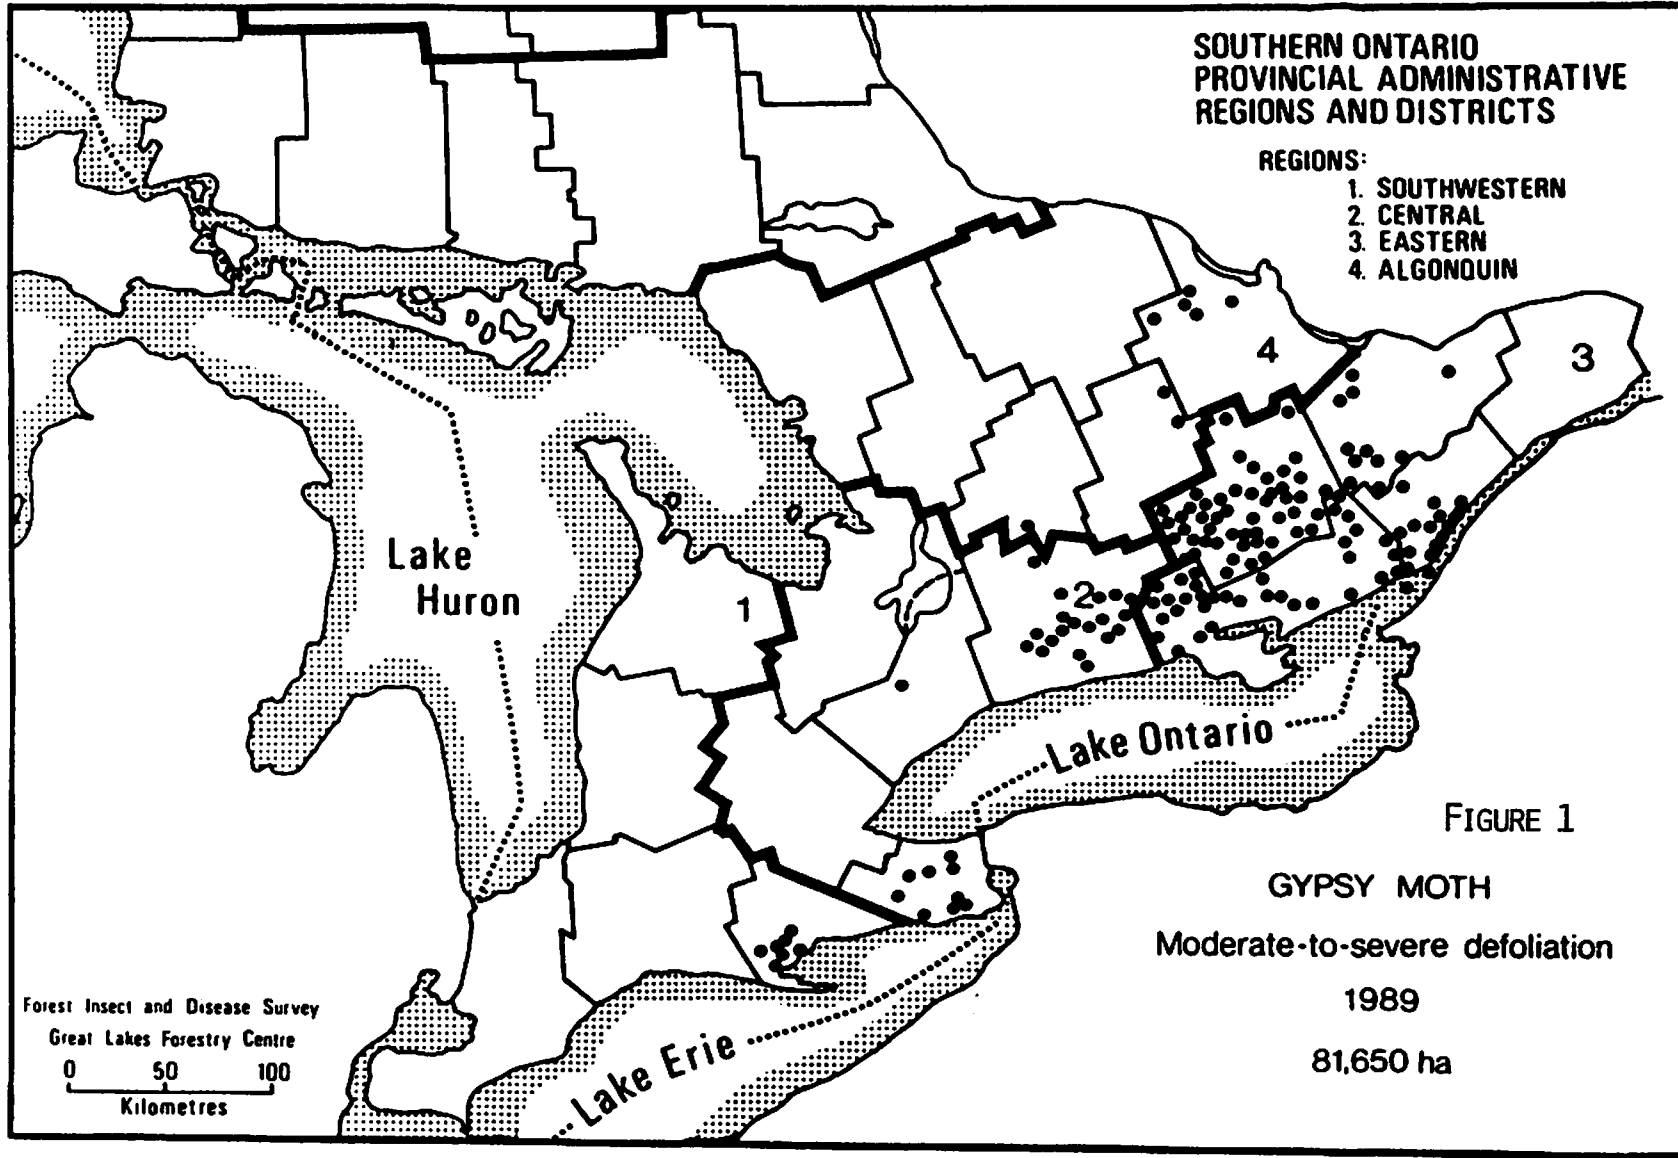 SOUTHERN ONTARIO
PROVINCIAL ADMINISTRATIVE
REGIONS AND DISTRICTS
REGIONS:
1. SOUTHWESTERN
2. CENTRAL
3. EASTERN
4. ALGONQUIN
4
3
Lake
Huron
1
2
Lake Ontario
FIGURE 1
GYPSY MOTH
Moderate-to-severe defoliation
1989
81,650 ha
Lake Erie
Forest Insect and Disease Survey
Great Lakes Forestry Centre
0 50 100
Kilometres